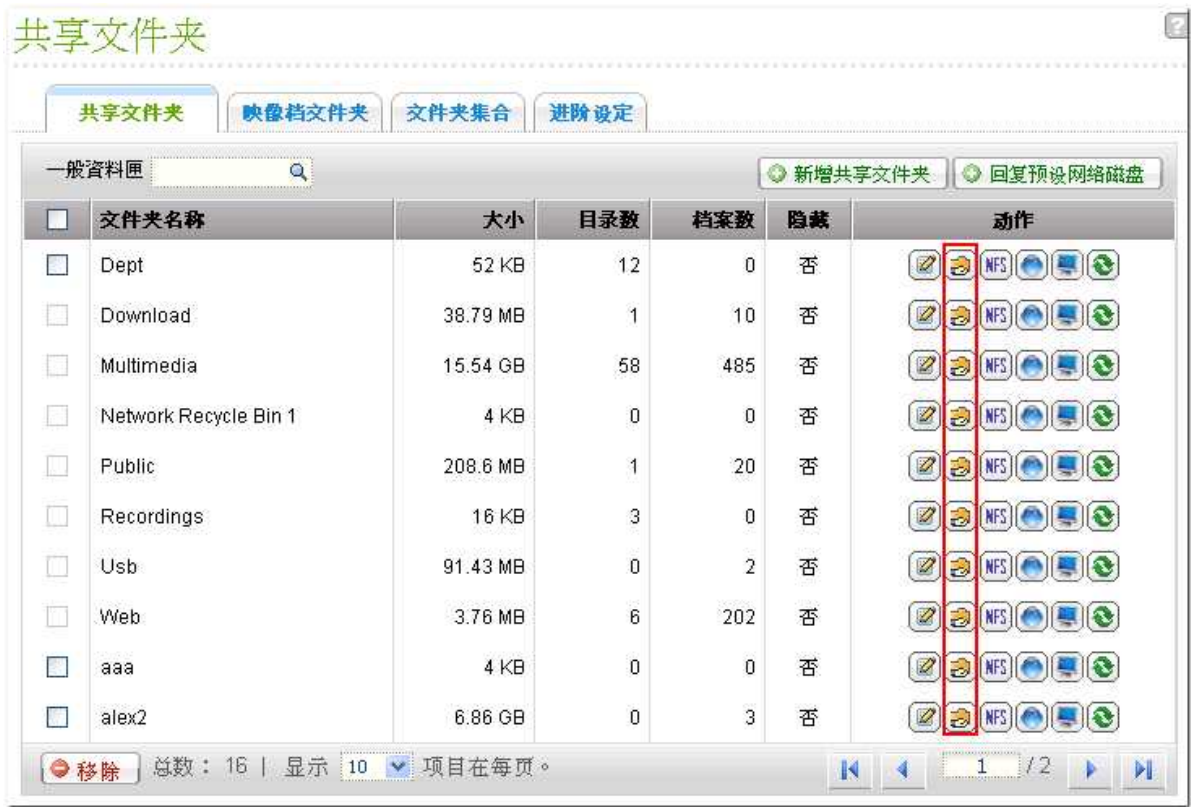 共享文件夹
?
共享文件夹 映像档文件夹 文件夹集合 进阶设定
一般資料匣 新增共享文件夹 回复预设网络磁盘
文件夹名称 大小 目录数 档案数 隐藏 动作
Dept 52 KB 12 0 否 NFS
Download 38.79 MB 1 10 否 NFS
Multimedia 15.54 GB 58 485 否 NFS
Network Recycle Bin 1 4 KB 0 0 否 NFS
Public 208.6 MB 1 20 否 NFS
Recordings 16 KB 3 0 否 NFS
Usb 91.43 MB 0 2 否 NFS
Web 3.76 MB 6 202 否 NFS
aaa 4 KB 0 0 否 NFS
alex2 6.86 GB 0 3 否 NFS
移除 总数：16 | 显示 10 项目在每页。 1 /2